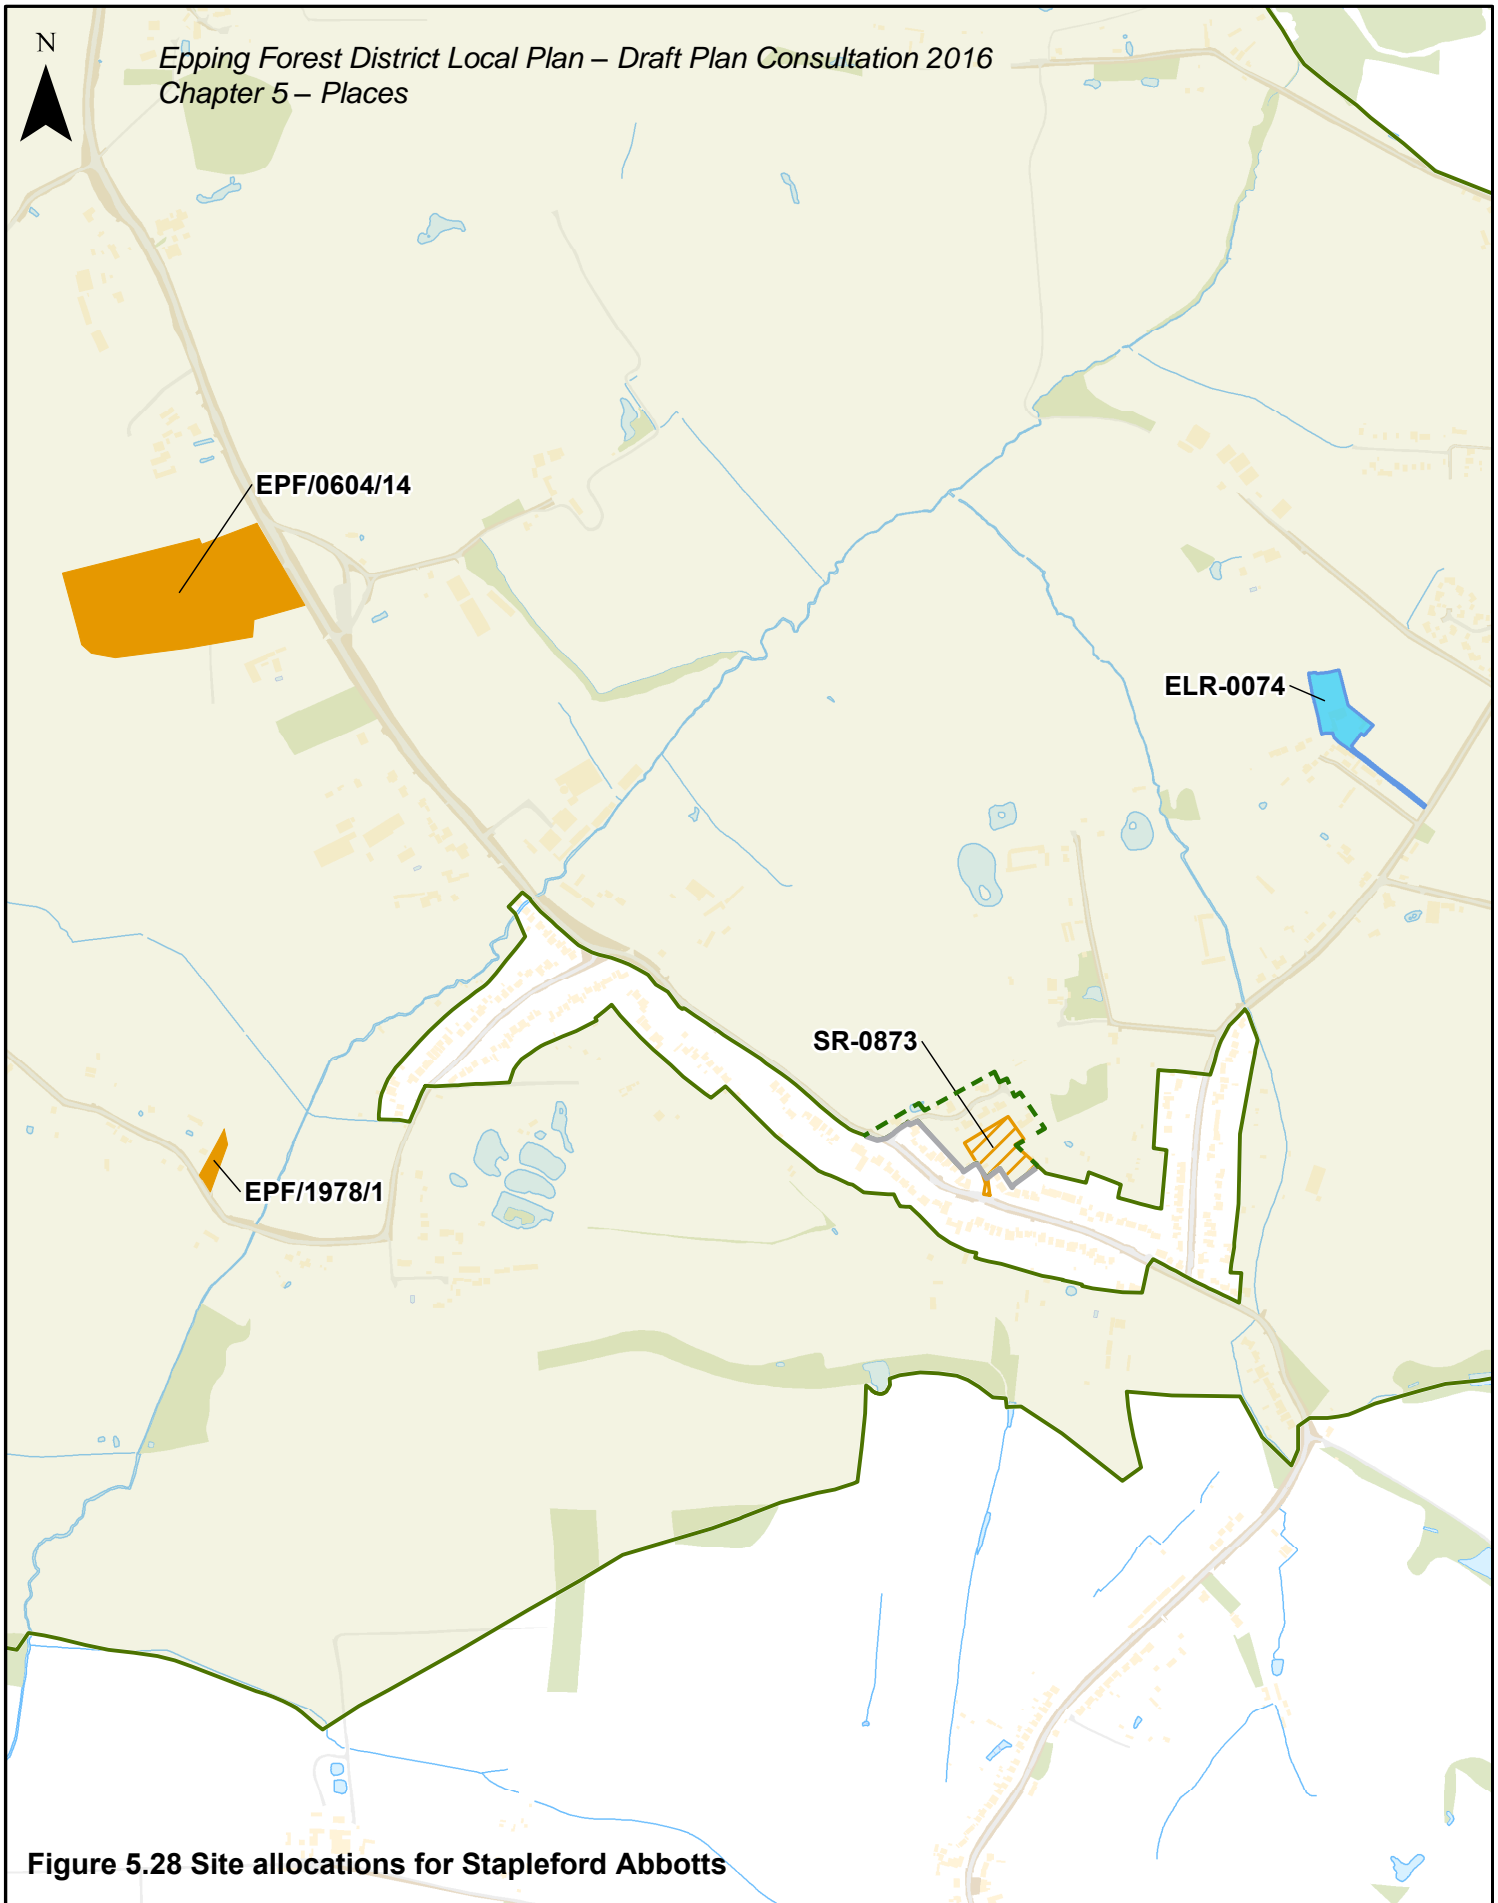 N
Epping Forest District Local Plan – Draft Plan Consultation 2016
Chapter 5 – Places
EPF/0604/14
ELR-0074
SR-0873
EPF/1978/1
Figure 5.28 Site allocations for Stapleford Abbotts